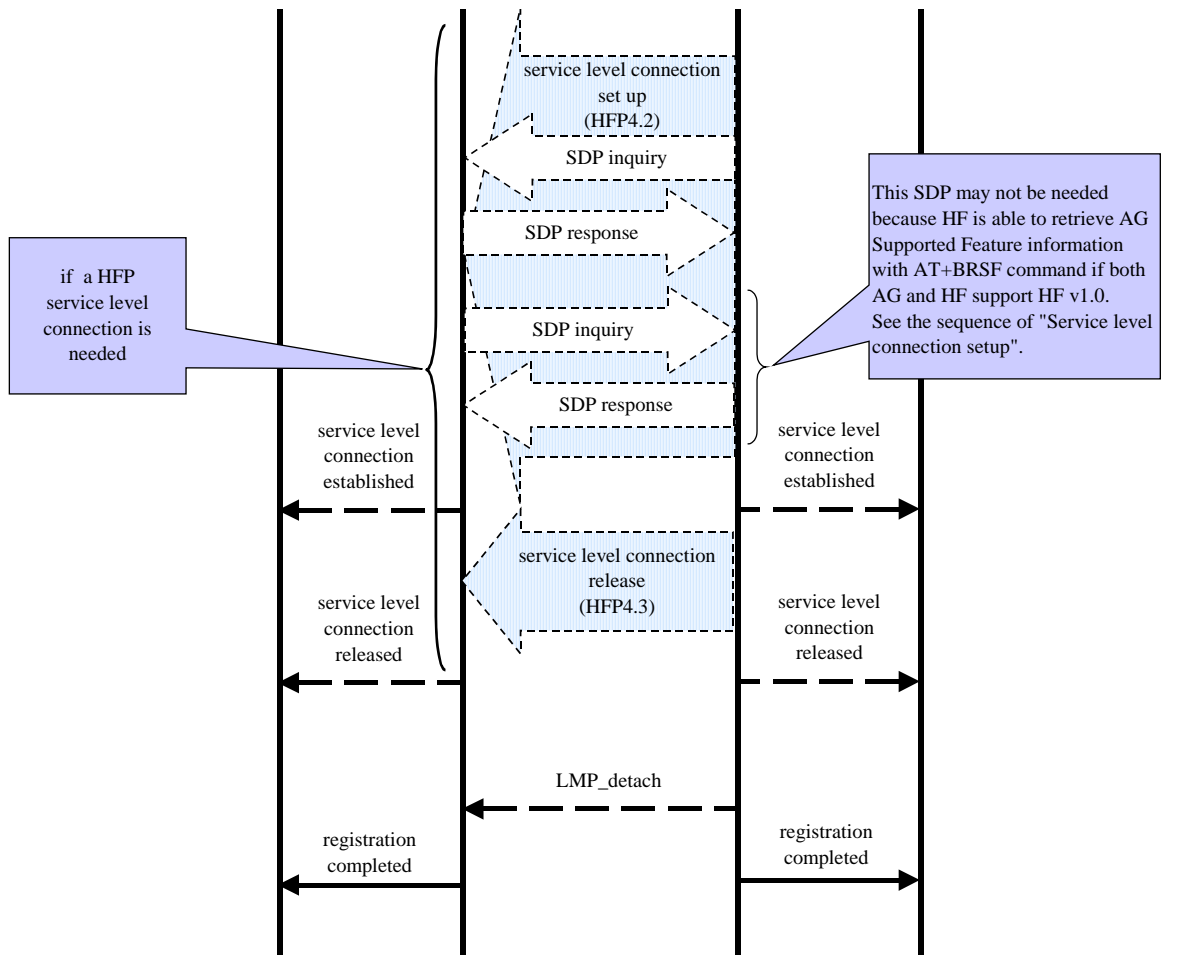 service level connection
set up
(HFP4.2)
SDP inquiry
This SDP may not be needed
because HF is able to retrieve AG
Supported Feature information
with AT+BRSF command if both
AG and HF support HF v1.0.
See the sequence of "Service level
connection setup".
SDP response
if a HFP
service level
connection is
needed
SDP inquiry
SDP response
service level
connection
established
service level
connection
established
service level connection
release
(HFP4.3)
service level
connection
released
service level
connection
released
LMP_detach
registration
completed
registration
completed